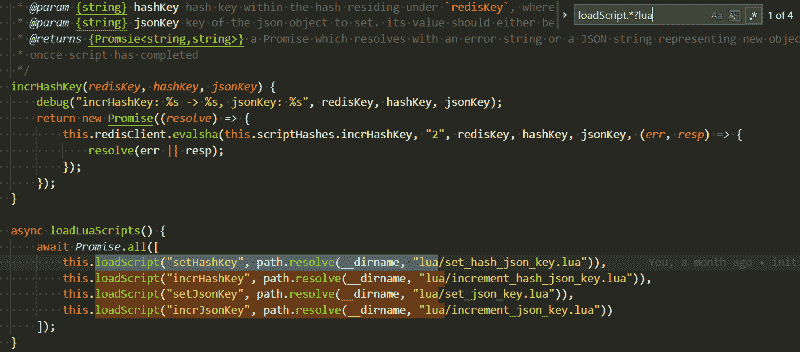 * @param {string} hashKey hash key within the hash residing under `redisKey`, where
loadScript.*?lua
1 of 4
* @param {string} jsonKey key of the json object to set. its value should either be
* @returns {Promsie<string,string>} a Promise which resolves with an error string or a JSON string representing new objec
* oncce script has completed
*/
incrHashKey(redisKey, hashKey, jsonKey) {
debug("incrHashKey: %s -> %s, jsonKey: %s", redisKey, hashKey, jsonKey);
return new Promise((resolve) => {
this.redisClient.evalsha(this.scriptHashes.incrHashKey, "2", redisKey, hashKey, jsonKey, (err, resp) => {
resolve(err || resp);
});
});
}
async loadLuaScripts() {
await Promise.all([
this.loadScript("setHashKey", path.resolve(__dirname, "lua/set_hash_json_key.lua")), You, a month ago • init
this.loadScript("incrHashKey", path.resolve(__dirname, "lua/increment_hash_json_key.lua")),
this.loadScript("setJsonKey", path.resolve(__dirname, "lua/set_json_key.lua")),
this.loadScript("incrJsonKey", path.resolve(__dirname, "lua/increment_json_key.lua"))
]);
}